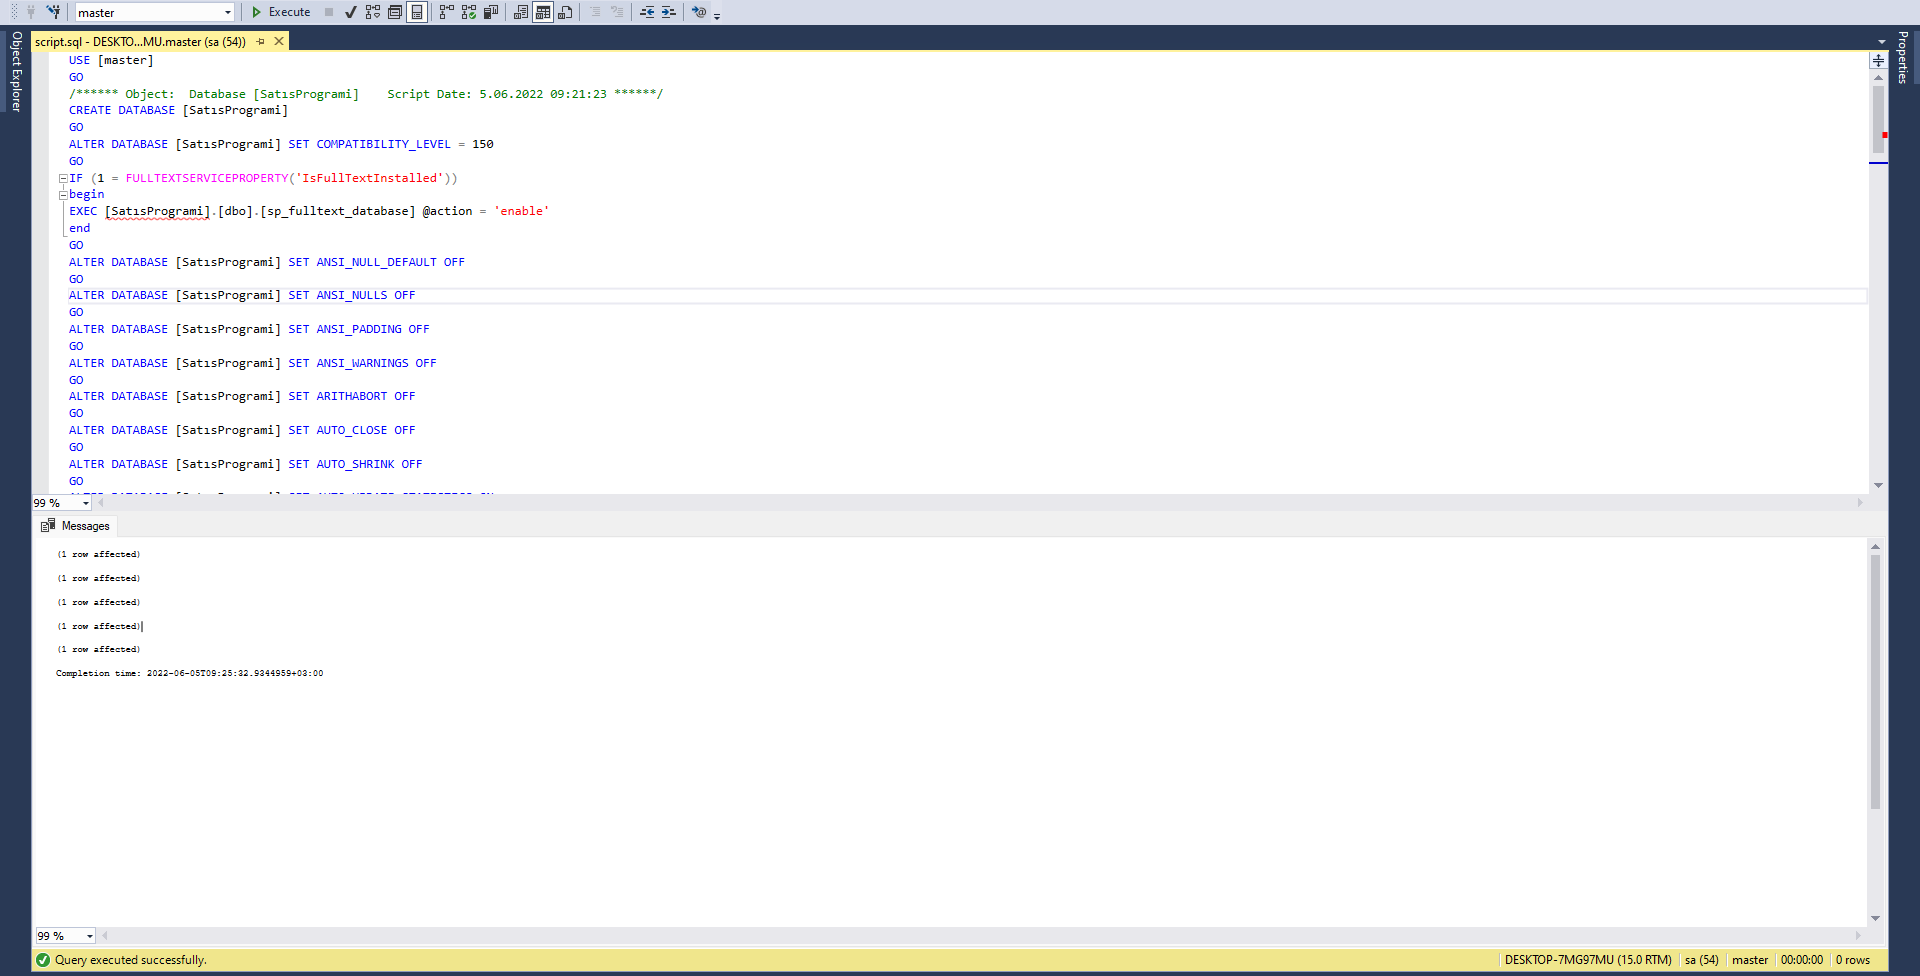 master
Execute
Object Explorer
script.sql - DESKTO...MU.master (sa (54))
Properties
USE [master]
GO
/****** Object:  Database [SatısProgrami]    Script Date: 5.06.2022 09:21:23 ******/
CREATE DATABASE [SatısProgrami]
GO
ALTER DATABASE [SatısProgrami] SET COMPATIBILITY_LEVEL = 150
GO
IF (1 = FULLTEXTSERVICEPROPERTY('IsFullTextInstalled'))
begin
EXEC [SatısProgrami].[dbo].[sp_fulltext_database] @action = 'enable'
end
GO
ALTER DATABASE [SatısProgrami] SET ANSI_NULL_DEFAULT OFF
GO
ALTER DATABASE [SatısProgrami] SET ANSI_NULLS OFF
GO
ALTER DATABASE [SatısProgrami] SET ANSI_PADDING OFF
GO
ALTER DATABASE [SatısProgrami] SET ANSI_WARNINGS OFF
GO
ALTER DATABASE [SatısProgrami] SET ARITHABORT OFF
GO
ALTER DATABASE [SatısProgrami] SET AUTO_CLOSE OFF
GO
ALTER DATABASE [SatısProgrami] SET AUTO_SHRINK OFF
GO
99 %
Messages
(1 row affected)
(1 row affected)
(1 row affected)
(1 row affected)
(1 row affected)
Completion time: 2022-06-05T09:25:32.9344959+03:00
99 %
Query executed successfully.
DESKTOP-7MG97MU (15.0 RTM)
sa (54)
master
00:00:00
0 rows